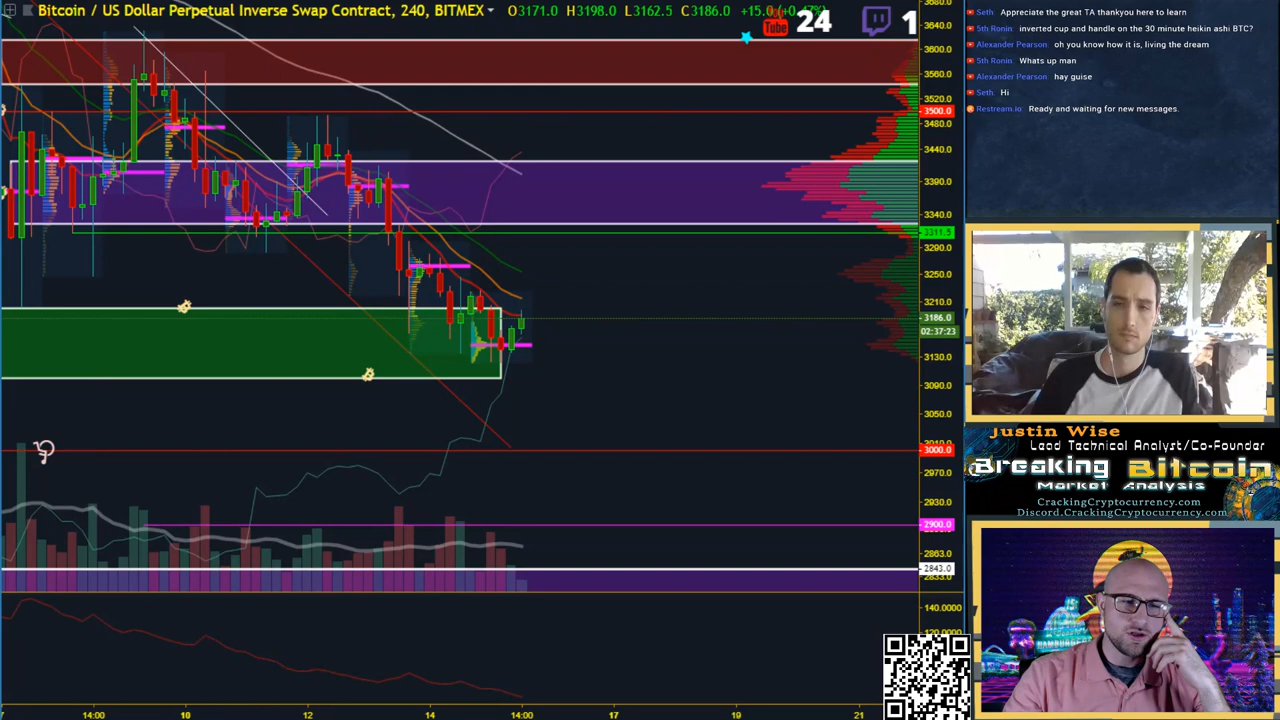 Bitcoin / US Dollar Perpetual Inverse Swap Contract, 240, BITMEX
O3171.0 H3198.0 L3162.5 C3186.0
24
1
3640.0
3600.0
3560.0
3520.0
3500.0
3480.0
3440.0
3390.0
3340.0
3311.5
3290.0
3250.0
3210.0
3186.0
02:37:23
3130.0
3090.0
3050.0
3000.0
2970.0
2930.0
2900.0
2863.0
2843.0
2833.0
140.0000
14:00
10
12
14
14:00
17
19
21
Seth Appreciate the great TA thankyou here to learn
5th Ronin: inverted cup and handle on the 30 minute heikin ashi BTC?
Alexander Pearson: oh you know how it is, living the dream
5th Ronin: Whats up man
Alexander Pearson: hay guise
Seth Hi
Restream.io Ready and waiting for new messages.
Justin Wise
Lead Technical Analyst/Co-Founder
Breaking Bitcoin
Market Analysis
CrackingCryptocurrency.com
Discord.CrackingCryptocurrency.com